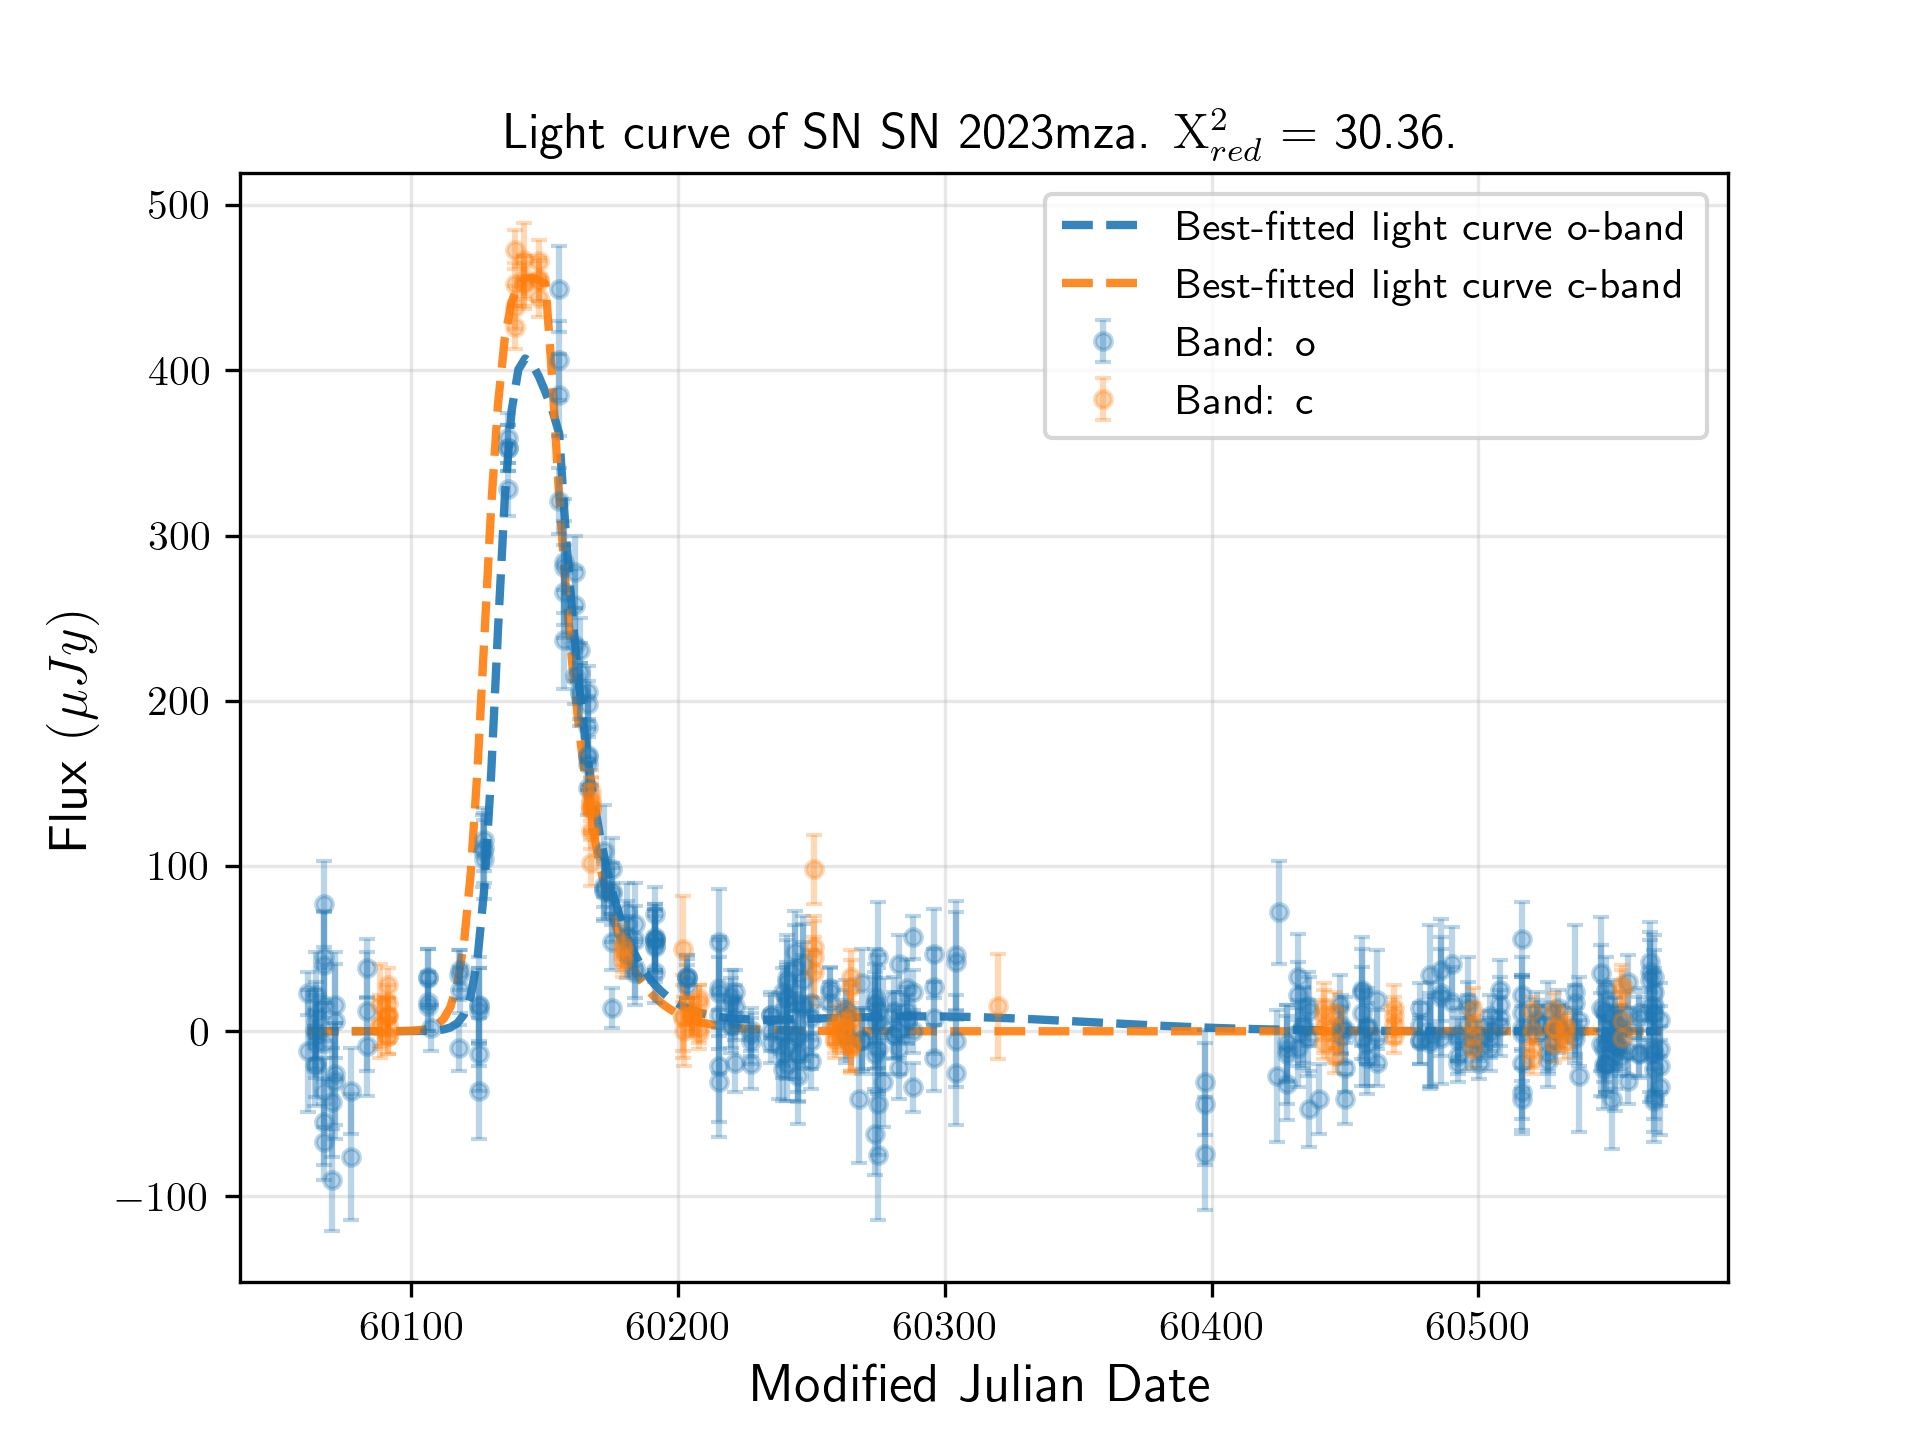 Light curve of SN SN 2023mza. X²_red = 30.36.
Best-fitted light curve o-band
Best-fitted light curve c-band
Band: o
Band: c
500
400
300
200
100
0
−100
Flux (μJy)
60100 60200 60300 60400 60500
Modified Julian Date